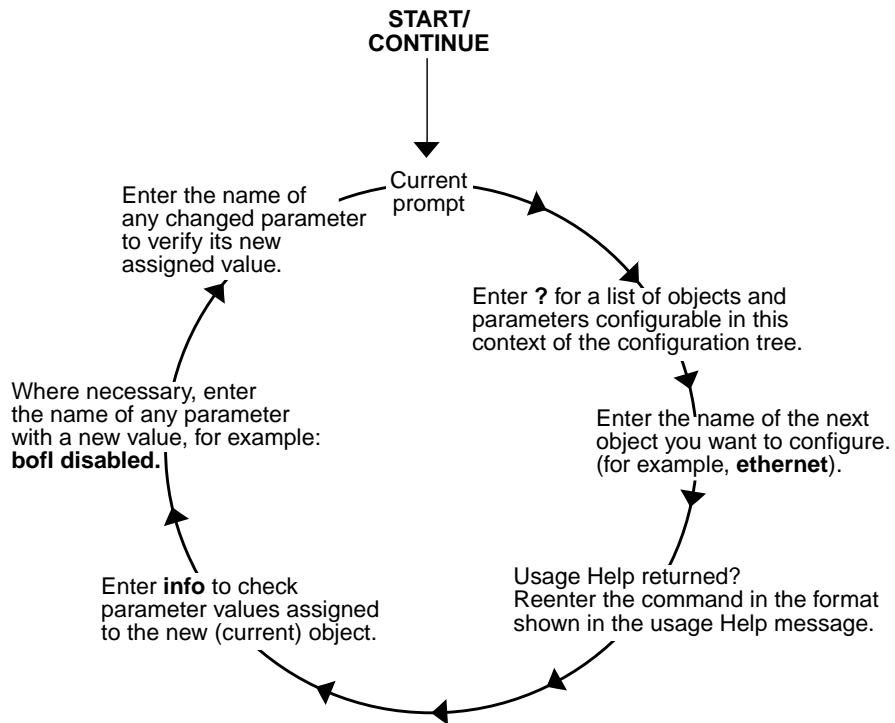 START/
CONTINUE
Current
prompt
Enter ? for a list of objects and
parameters configurable in this
context of the configuration tree.
Enter the name of the next
object you want to configure.
(for example, ethernet).
Usage Help returned?
Reenter the command in the format
shown in the usage Help message.
Enter info to check
parameter values assigned
to the new (current) object.
Where necessary, enter
the name of any parameter
with a new value, for example:
bofl disabled.
Enter the name of
any changed parameter
to verify its new
assigned value.